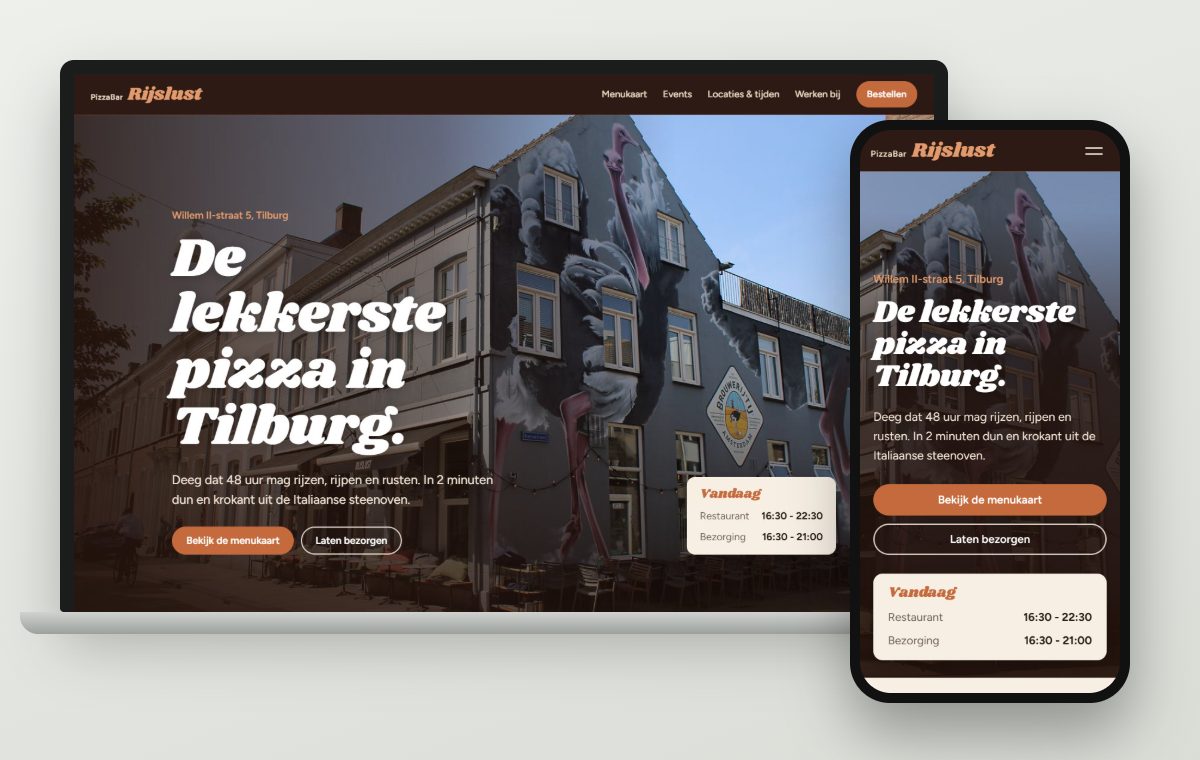 PizzaBar Rijslust
Menukaart Events Locaties & tijden Werken bij Bestellen
Willem II-straat 5, Tilburg
De
lekkerste
pizza in
Tilburg.
Deeg dat 48 uur mag rijzen, rijpen en rusten. In 2 minuten
dun en krokant uit de Italiaanse steenoven.
Bekijk de menukaart Laten bezorgen
BROUWERIJ 'T IJ
AMSTERDAM
Vandaag
Restaurant 16:30 - 22:30
Bezorging 16:30 - 21:00
PizzaBar Rijslust
Willem II-straat 5, Tilburg
De lekkerste
pizza in
Tilburg.
Deeg dat 48 uur mag rijzen, rijpen en
rusten. In 2 minuten dun en krokant uit de
Italiaanse steenoven.
Bekijk de menukaart
Laten bezorgen
Vandaag
Restaurant 16:30 - 22:30
Bezorging 16:30 - 21:00